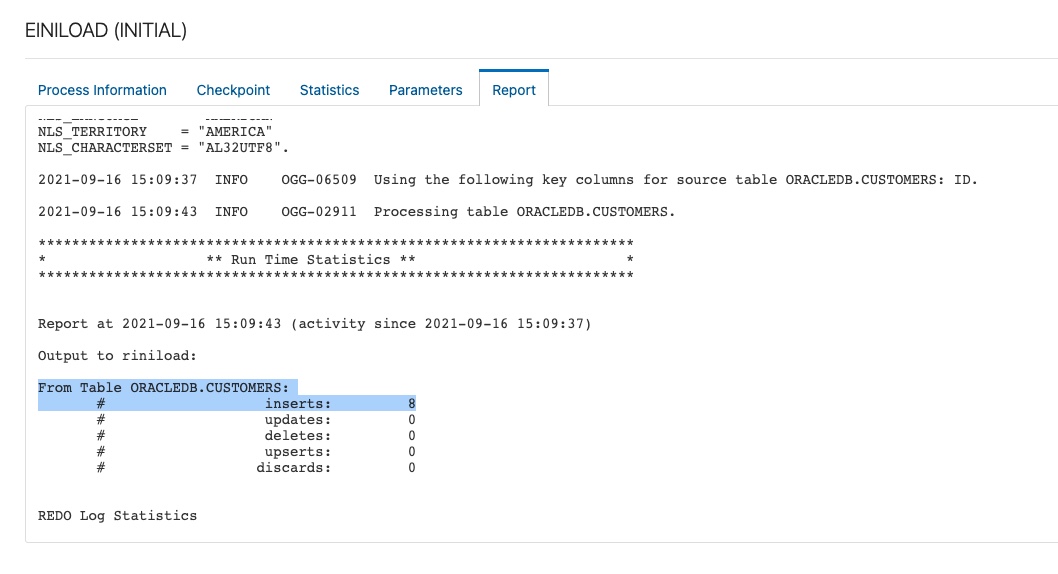 EINILOAD (INITIAL)
Process Information Checkpoint Statistics Parameters Report
NLS_TERRITORY     = "AMERICA"
NLS_CHARACTERSET = "AL32UTF8".
2021-09-16 15:09:37  INFO    OGG-06509  Using the following key columns for source table ORACLEDB.CUSTOMERS: ID.
2021-09-16 15:09:43  INFO    OGG-02911  Processing table ORACLEDB.CUSTOMERS.
***********************************************************************
*                   ** Run Time Statistics **                         *
***********************************************************************
Report at 2021-09-16 15:09:43 (activity since 2021-09-16 15:09:37)
Output to riniload:
From Table ORACLEDB.CUSTOMERS:
#                   inserts:         8
#                   updates:         0
#                   deletes:         0
#                   upserts:         0
#                  discards:         0
REDO Log Statistics